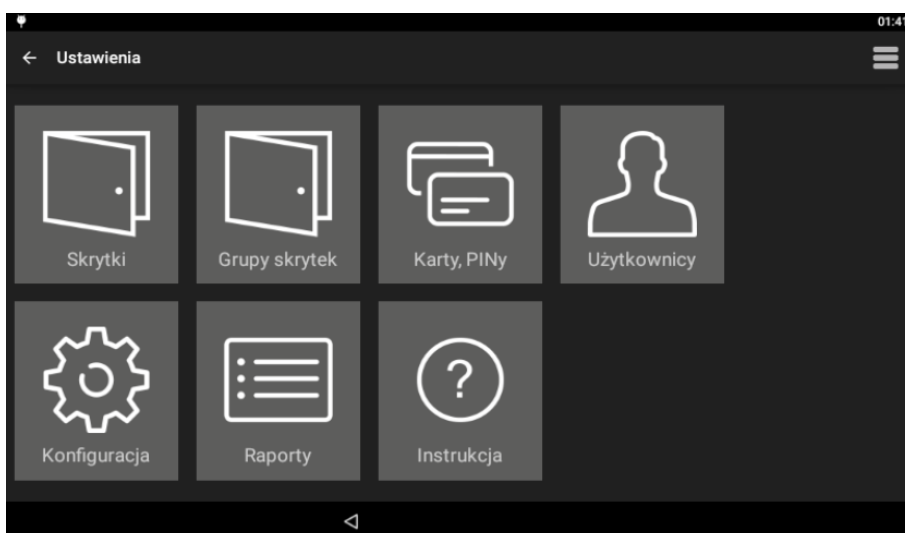 01:41
Ustawienia
Skrytki
Grupy skrytek
Karty, PINy
Użytkownicy
Konfiguracja
Raporty
?
Instrukcja